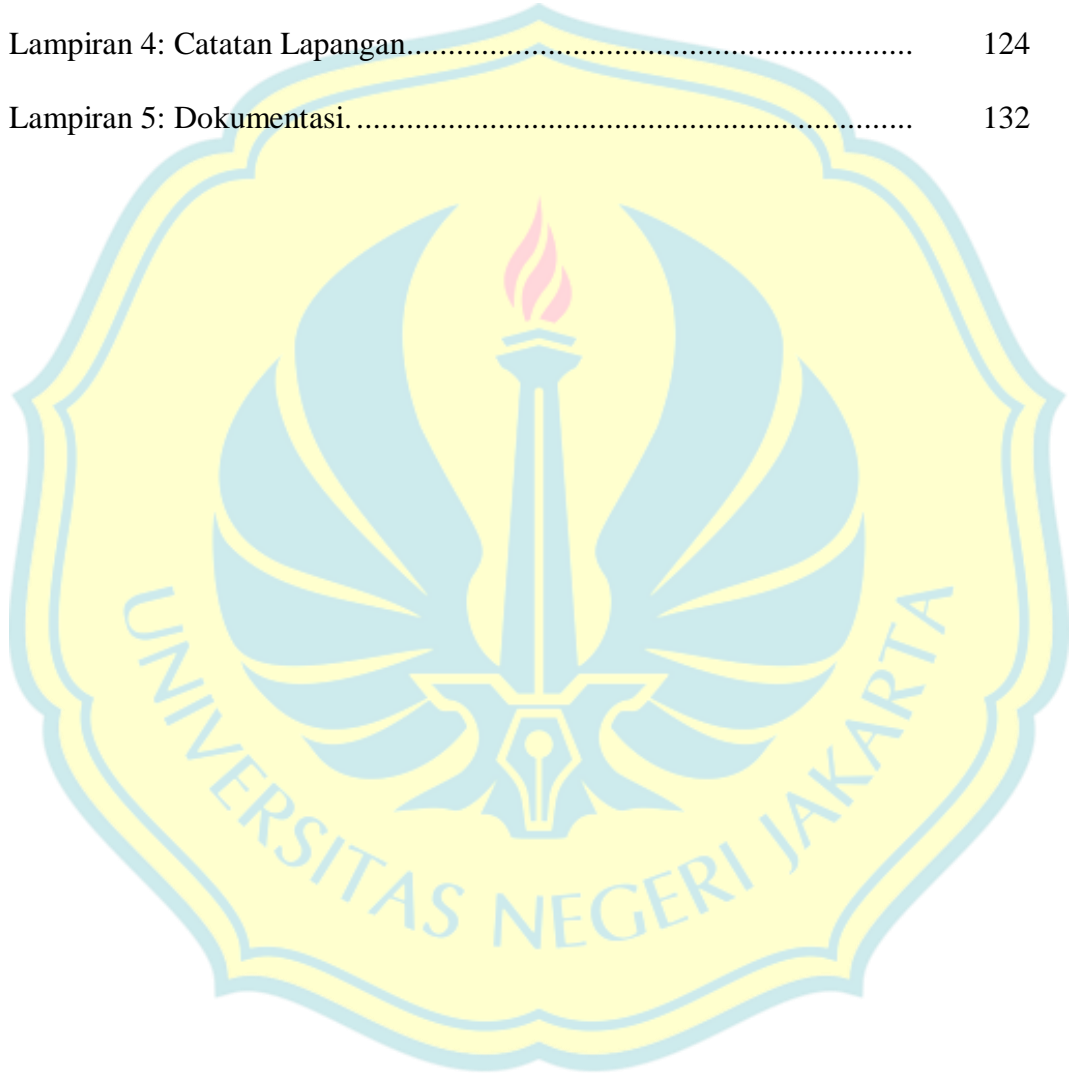 Lampiran 4: Catatan Lapangan............................................................. 124
Lampiran 5: Dokumentasi. ................................................................... 132
UNIVERSITAS NEGERI JAKARTA